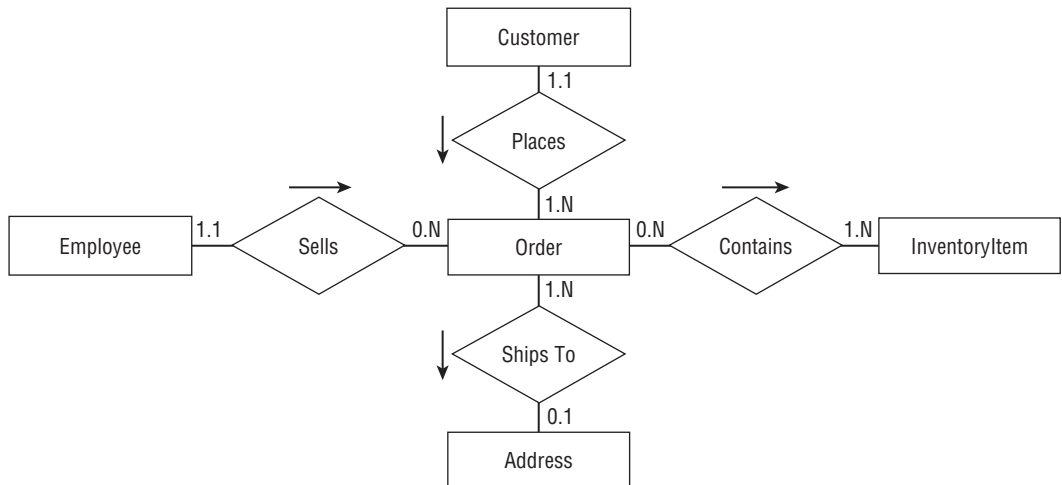 Customer
1.1
Places
1.N
Employee
1.1
Sells
0.N
Order
0.N
Contains
1.N
InventoryItem
1.N
Ships To
0.1
Address